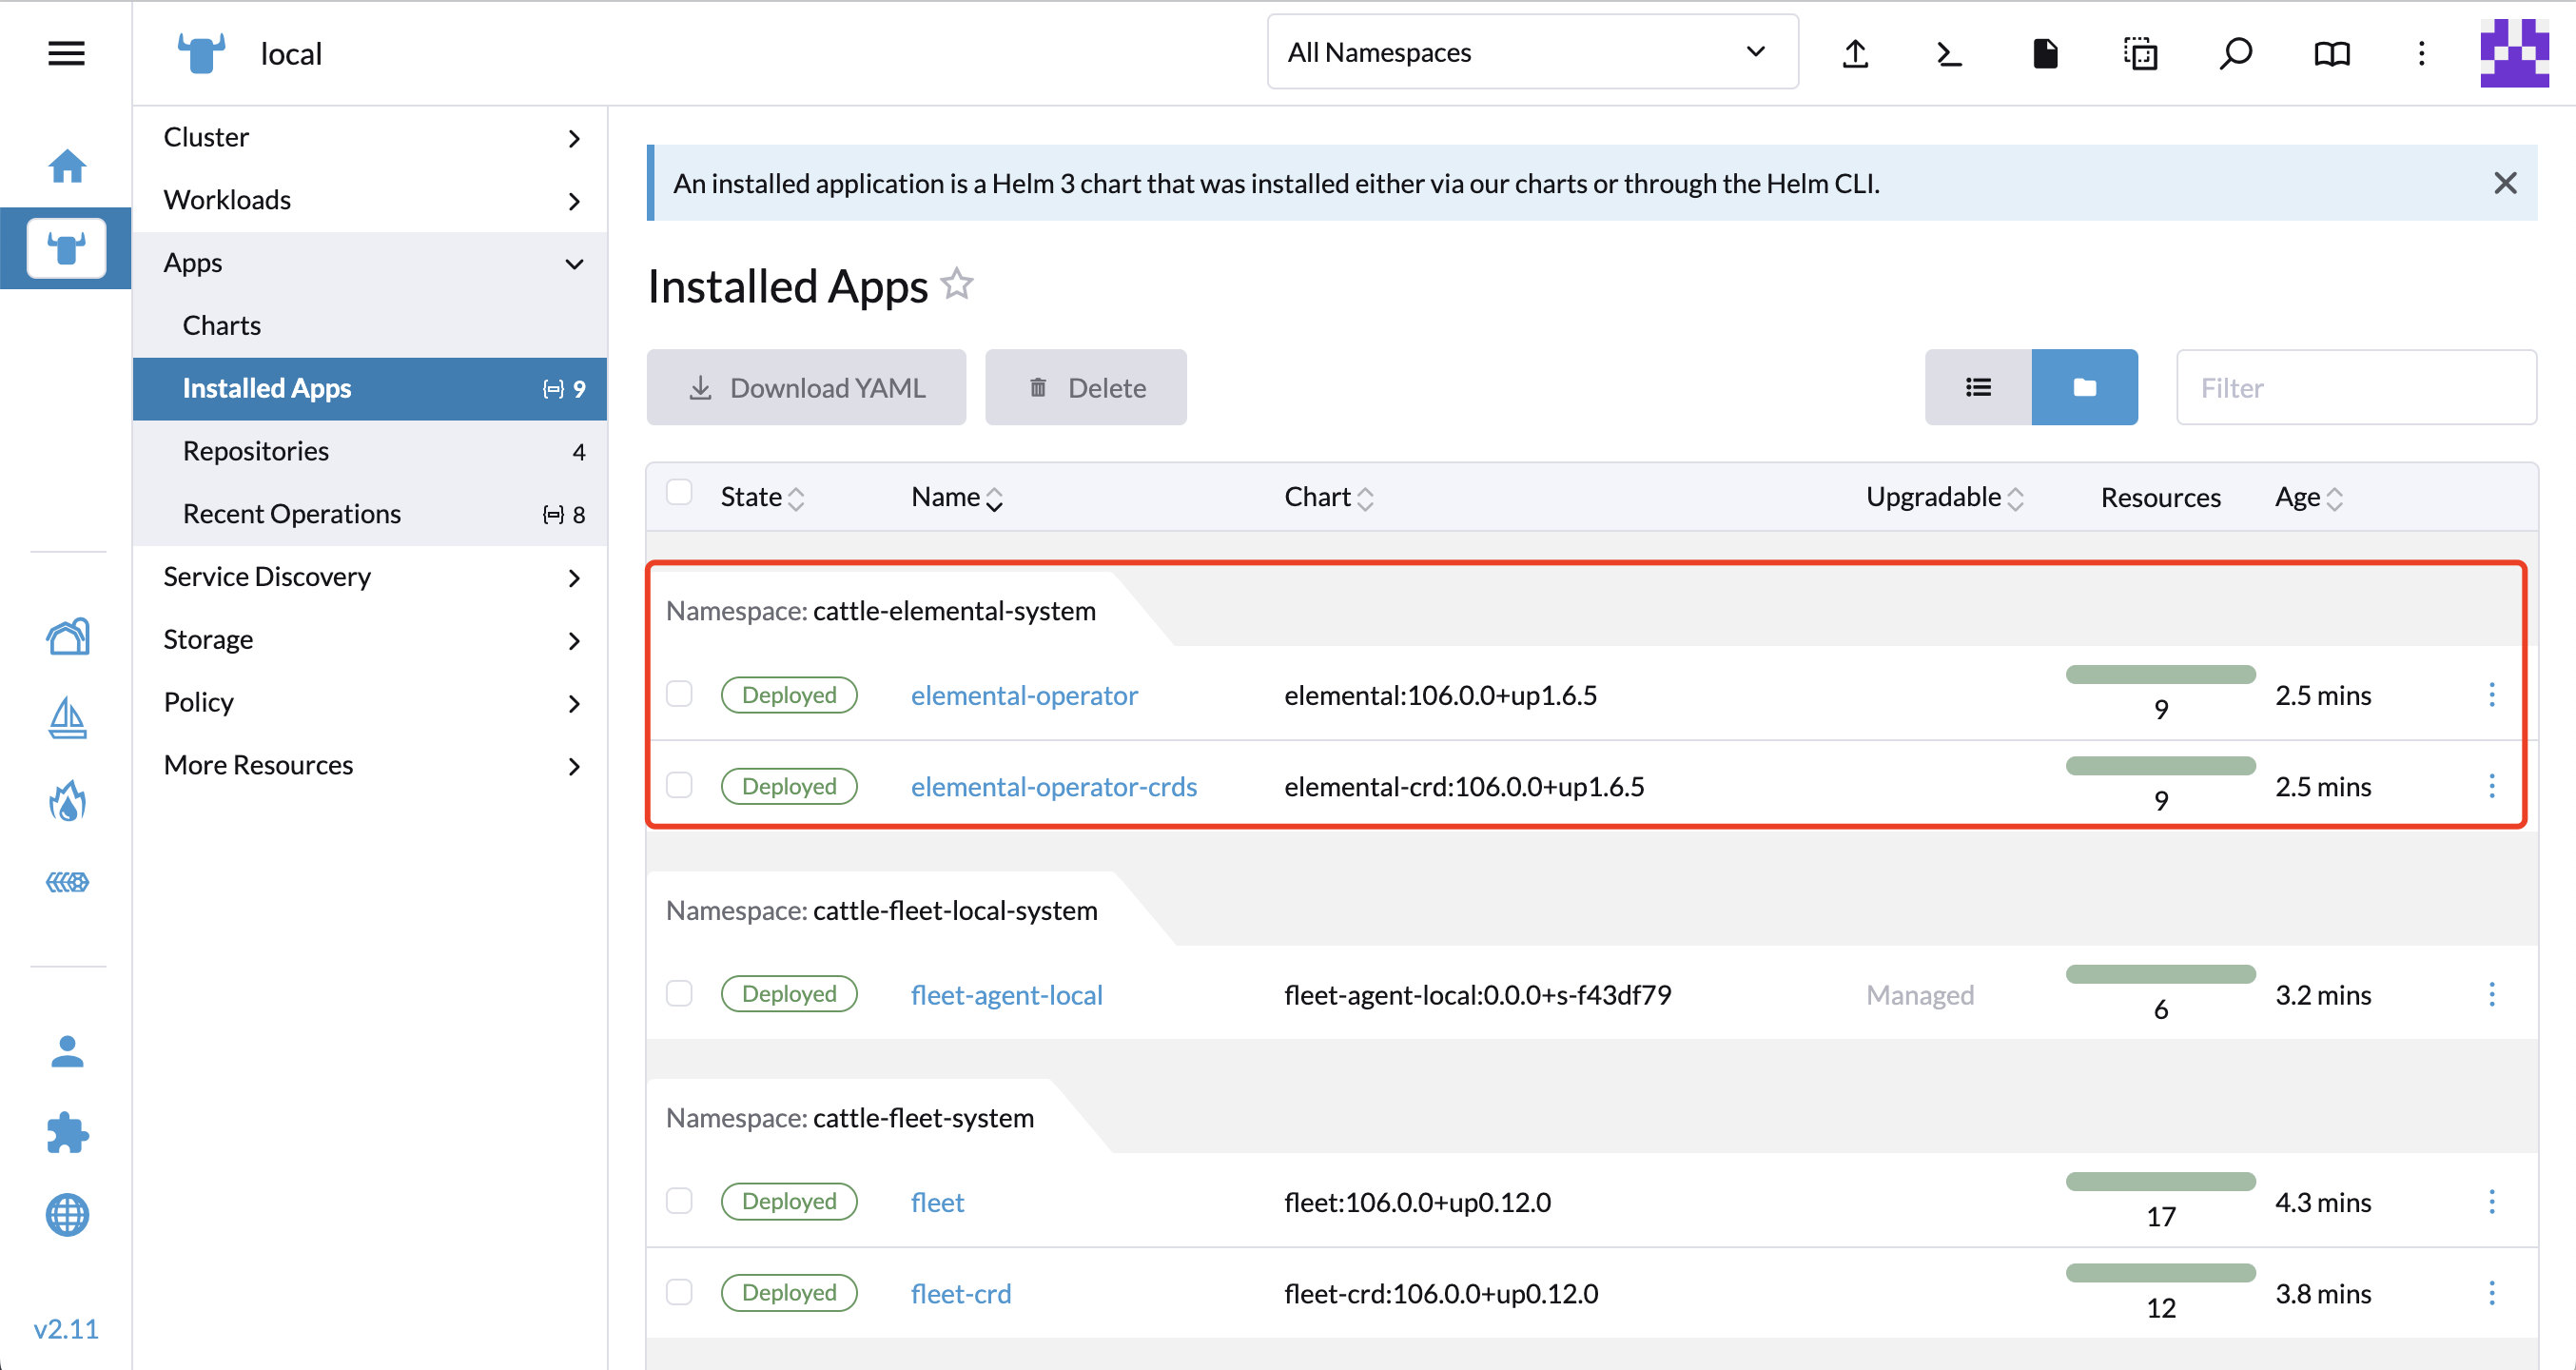 local
All Namespaces
Cluster
Workloads
Apps
Charts
Installed Apps 9
Repositories 4
Recent Operations 8
Service Discovery
Storage
Policy
More Resources
v2.11
An installed application is a Helm 3 chart that was installed either via our charts or through the Helm CLI.
Installed Apps
Download YAML Delete Filter
State Name Chart Upgradable Resources Age
Namespace: cattle-elemental-system
Deployed elemental-operator elemental:106.0.0+up1.6.5 9 2.5 mins
Deployed elemental-operator-crds elemental-crd:106.0.0+up1.6.5 9 2.5 mins
Namespace: cattle-fleet-local-system
Deployed fleet-agent-local fleet-agent-local:0.0.0+s-f43df79 Managed 6 3.2 mins
Namespace: cattle-fleet-system
Deployed fleet fleet:106.0.0+up0.12.0 17 4.3 mins
Deployed fleet-crd fleet-crd:106.0.0+up0.12.0 12 3.8 mins